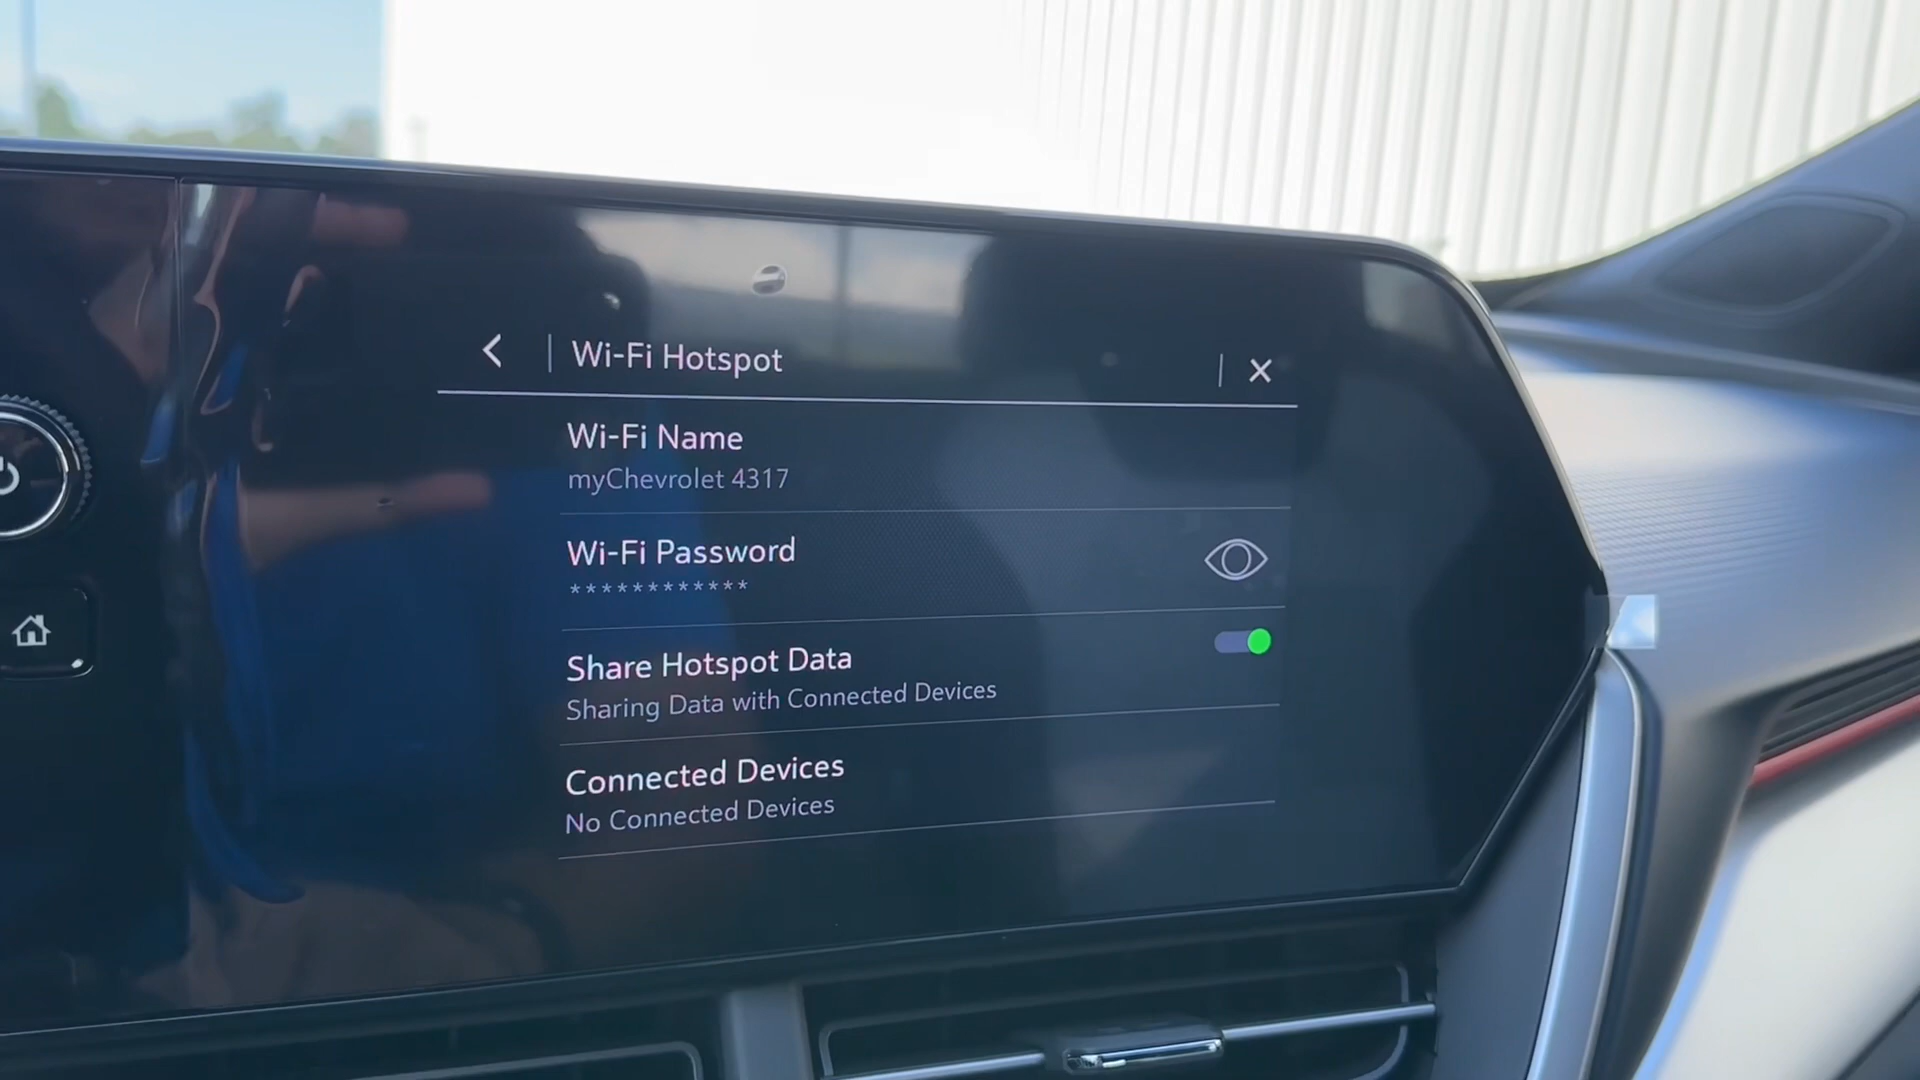 Wi-Fi Hotspot
Wi-Fi Name
myChevrolet 4317
Wi-Fi Password
************
Share Hotspot Data
Sharing Data with Connected Devices
Connected Devices
No Connected Devices